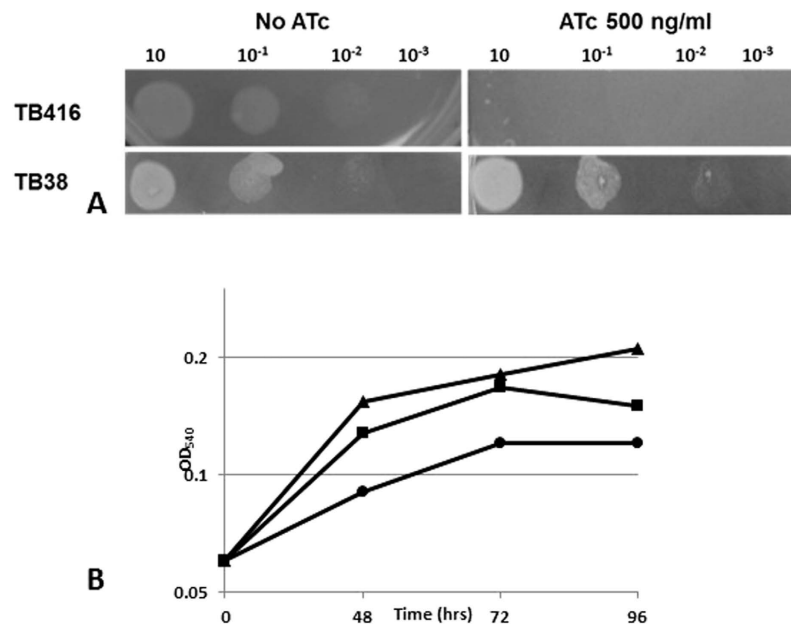 No ATc ATc 500 ng/ml
10 10-1 10-2 10-3 10 10-1 10-2 10-3
TB416
TB38
A
0.2
OD540
0.1
B
0.05
0 48 Time (hrs) 72 96